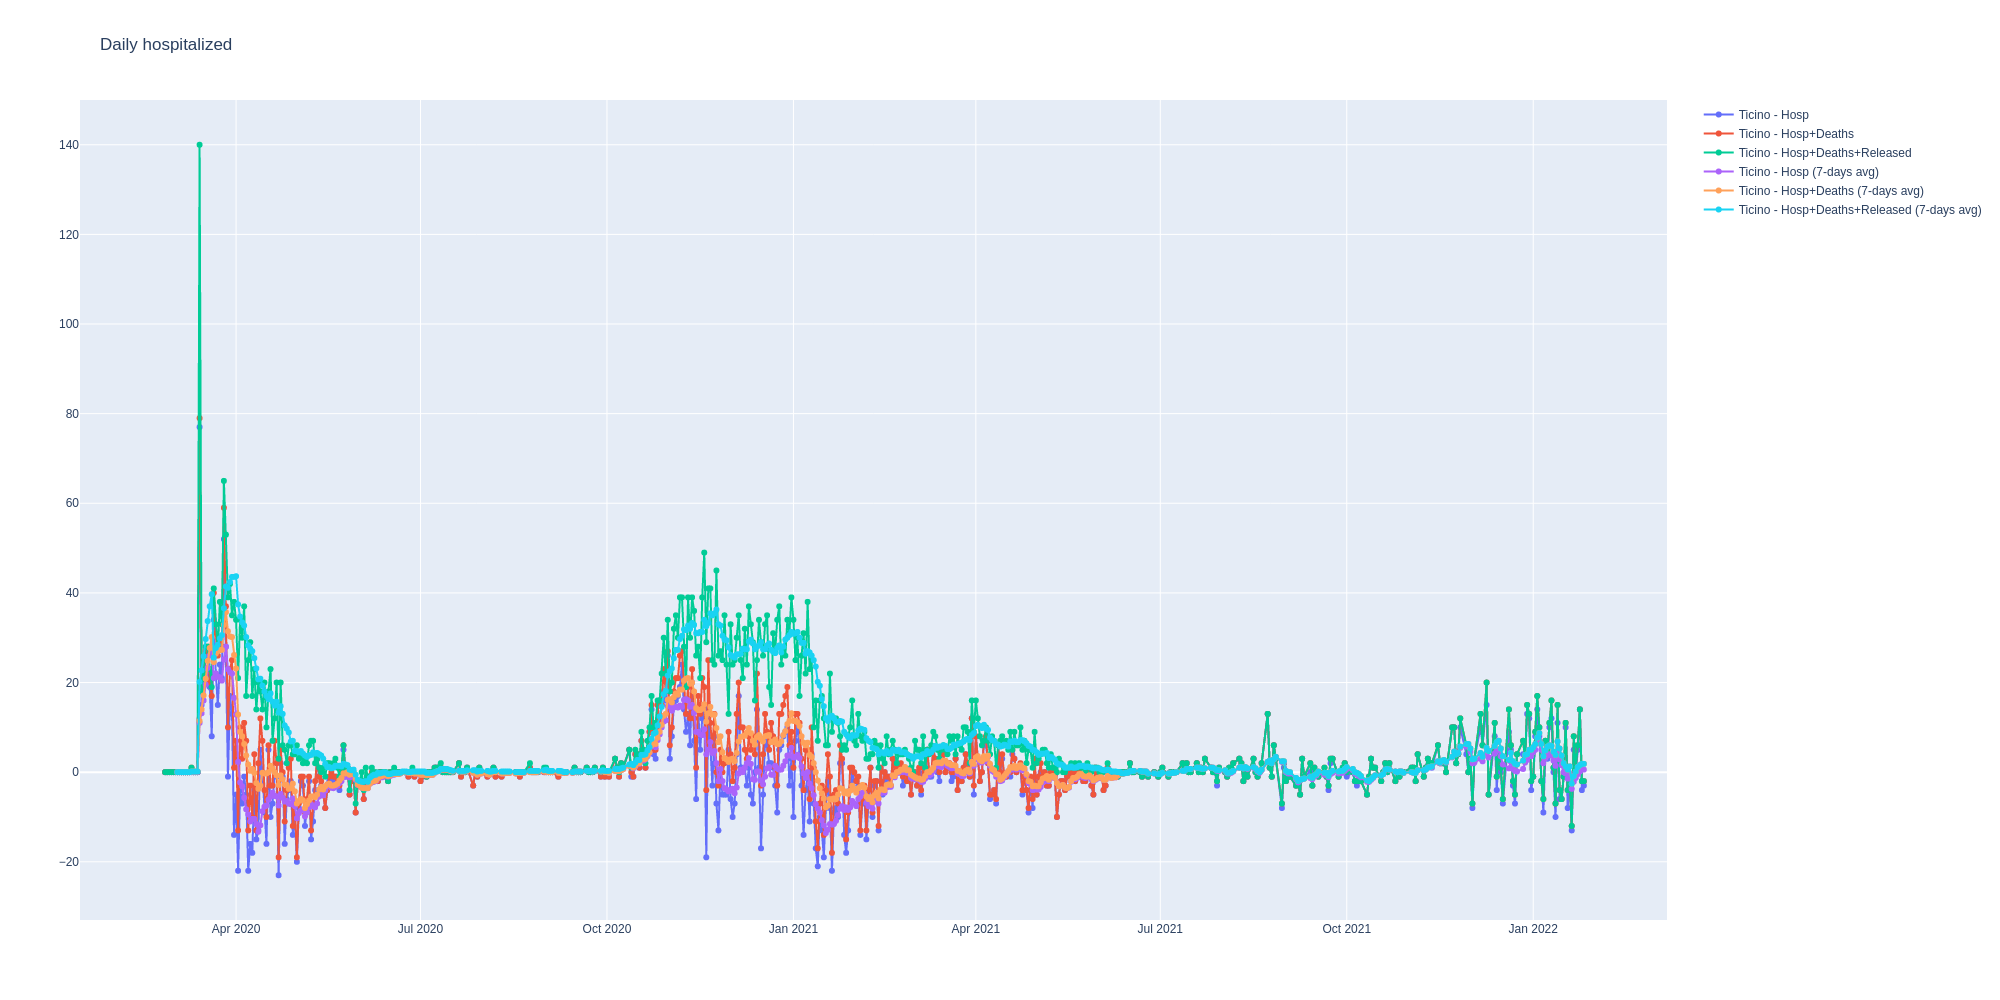 Daily hospitalized
Ticino - Hosp
Ticino - Hosp+Deaths
Ticino - Hosp+Deaths+Released
Ticino - Hosp (7-days avg)
Ticino - Hosp+Deaths (7-days avg)
Ticino - Hosp+Deaths+Released (7-days avg)
140
120
100
80
60
40
20
0
−20
Apr 2020 Jul 2020 Oct 2020 Jan 2021 Apr 2021 Jul 2021 Oct 2021 Jan 2022